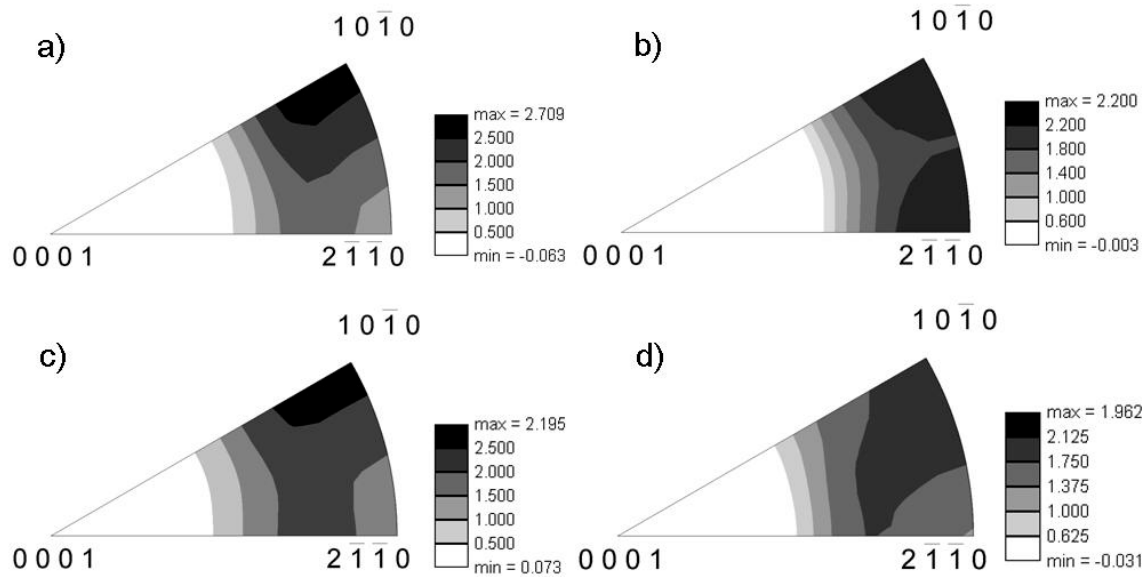 a)
1 0 1̅ 0
max = 2.709
2.500
2.000
1.500
1.000
0.500
min = -0.063
0 0 0 1
2 1̅ 1̅ 0
b)
1 0 1̅ 0
max = 2.200
2.200
1.800
1.400
1.000
0.600
min = -0.003
0 0 0 1
2 1̅ 1̅ 0
c)
1 0 1̅ 0
max = 2.195
2.500
2.000
1.500
1.000
0.500
min = 0.073
0 0 0 1
2 1̅ 1̅ 0
d)
1 0 1̅ 0
max = 1.962
2.125
1.750
1.375
1.000
0.625
min = -0.031
0 0 0 1
2 1̅ 1̅ 0